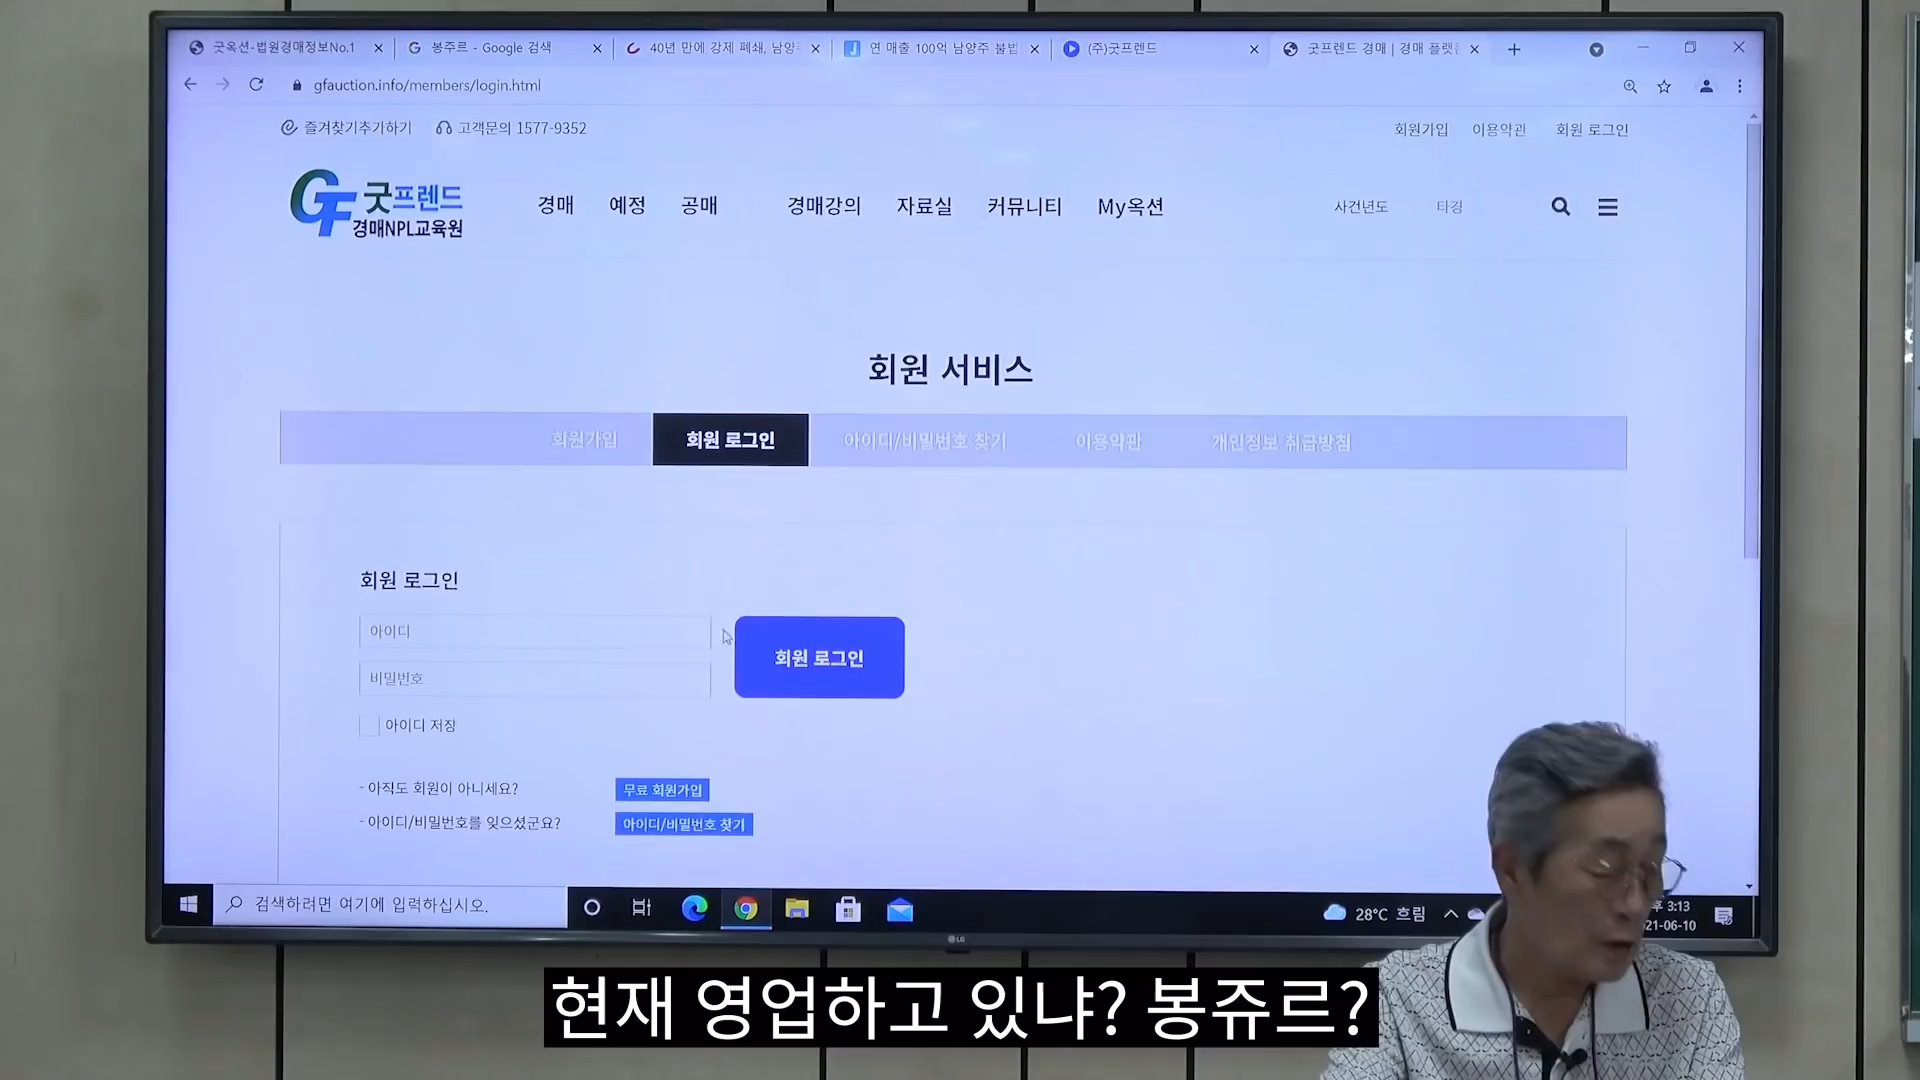 굿옥션-법원경매정보No.1
봉주르 - Google 검색
40년 만에 강제 폐쇄, 남양
연 매출 100억 남양주 불법
(주)굿프렌드
굿프렌드 경매 | 경매 플랫
gfauction.info/members/login.html
즐겨찾기추기하기 고객문의 1577-9352
회원가입 이용약관 회원 로그인
GF 굿프렌드
경매NPL교육원
경매 예정 공매 경매강의 자료실 커뮤니티 My옥션
사건년도 타경
회원 서비스
회원가입 회원 로그인 아이디/비밀번호 찾기 이용약관 개인정보 취급방침
회원 로그인
아이디
비밀번호
회원 로그인
아이디 저장
- 아직도 회원이 아니세요? 무료 회원가입
- 아이디/비밀번호를 잊으셨군요? 아이디/비밀번호 찾기
검색하려면 여기에 입력하십시오.
28°C 흐림
후 3:13
21-06-10
LG
현재 영업하고 있냐? 봉쥬르?